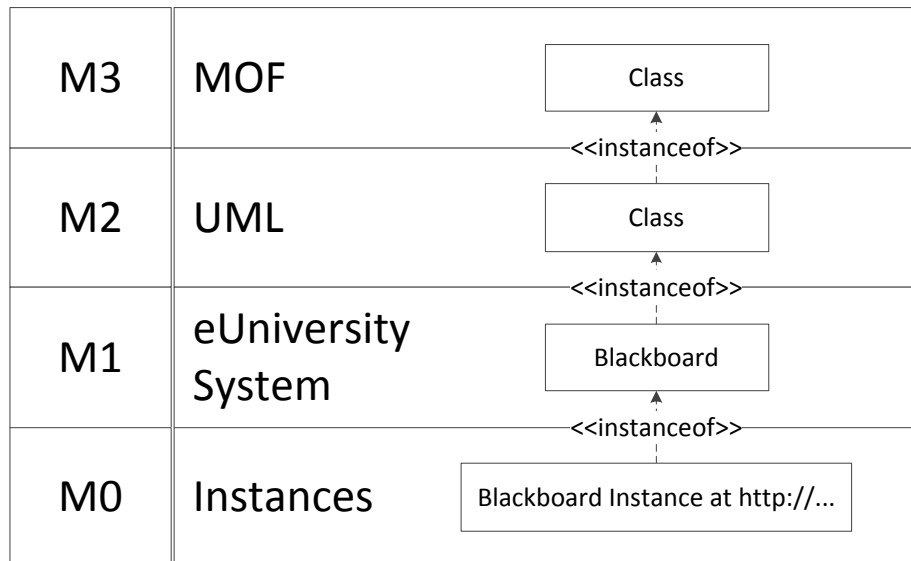 M3
MOF
Class
<<instanceof>>
M2
UML
Class
<<instanceof>>
M1
eUniversity
System
Blackboard
<<instanceof>>
M0
Instances
Blackboard Instance at http://...